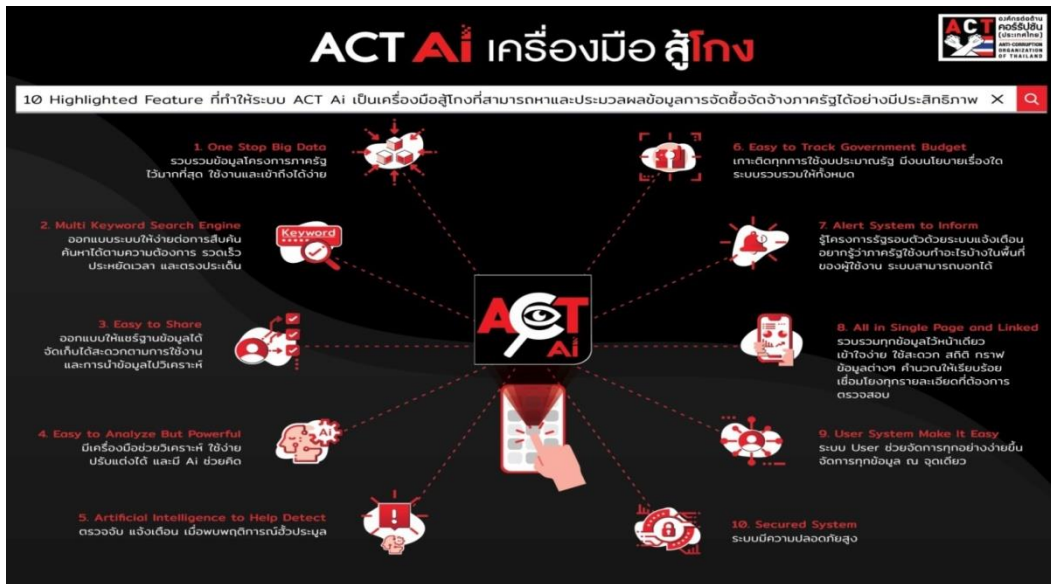 ACT Ai เครื่องมือ สู้โกง
ACT
องค์กรต่อต้าน
คอร์รัปชัน
(ประเทศไทย)
ANTI-CORRUPTION
ORGANIZATION
OF THAILAND
10 Highlighted Feature ที่ทำให้ระบบ ACT Ai เป็นเครื่องมือสู้โกงที่สามารถหาและประมวลผลข้อมูลการจัดซื้อจัดจ้างภาครัฐได้อย่างมีประสิทธิภาพ X
1. One Stop Big Data
รวบรวมข้อมูลโครงการภาครัฐ
ไว้มากที่สุด ใช้งานและเข้าถึงได้ง่าย
2. Multi Keyword Search Engine
ออกแบบระบบให้ง่ายต่อการสืบค้น
ค้นหาได้ตามความต้องการ รวดเร็ว
ประหยัดเวลา และตรงประเด็น
Keyword
3. Easy to Share
ออกแบบให้แชร์ฐานข้อมูลได้
จัดเก็บได้สะดวกตามการใช้งาน
และการนำข้อมูลไปวิเคราะห์
4. Easy to Analyze But Powerful
มีเครื่องมือช่วยวิเคราะห์ ใช้ง่าย
ปรับแต่งได้ และมี Ai ช่วยคิด
Ai
5. Artificial Intelligence to Help Detect
ตรวจจับ แจ้งเตือน เมื่อพบพฤติการณ์ฮั้วประมูล
ACT
Ai
6. Easy to Track Government Budget
เกาะติดทุกการใช้งบประมาณรัฐ มีงบนโยบายเรื่องใด
ระบบรวบรวมให้ทั้งหมด
7. Alert System to Inform
รู้โครงการรัฐรอบตัวด้วยระบบแจ้งเตือน
อยากรู้ว่าภาครัฐใช้งบทำอะไรบ้างในพื้นที่
ของผู้ใช้งาน ระบบสามารถบอกได้
8. All in Single Page and Linked
รวบรวมทุกข้อมูลไว้หน้าเดียว
เข้าใจง่าย ใช้สะดวก สถิติ กราฟ
ข้อมูลต่างๆ คำนวณให้เรียบร้อย
เชื่อมโยงทุกรายละเอียดที่ต้องการ
ตรวจสอบ
9. User System Make It Easy
ระบบ User ช่วยจัดการทุกอย่างง่ายขึ้น
จัดการทุกข้อมูล ณ จุดเดียว
10. Secured System
ระบบมีความปลอดภัยสูง